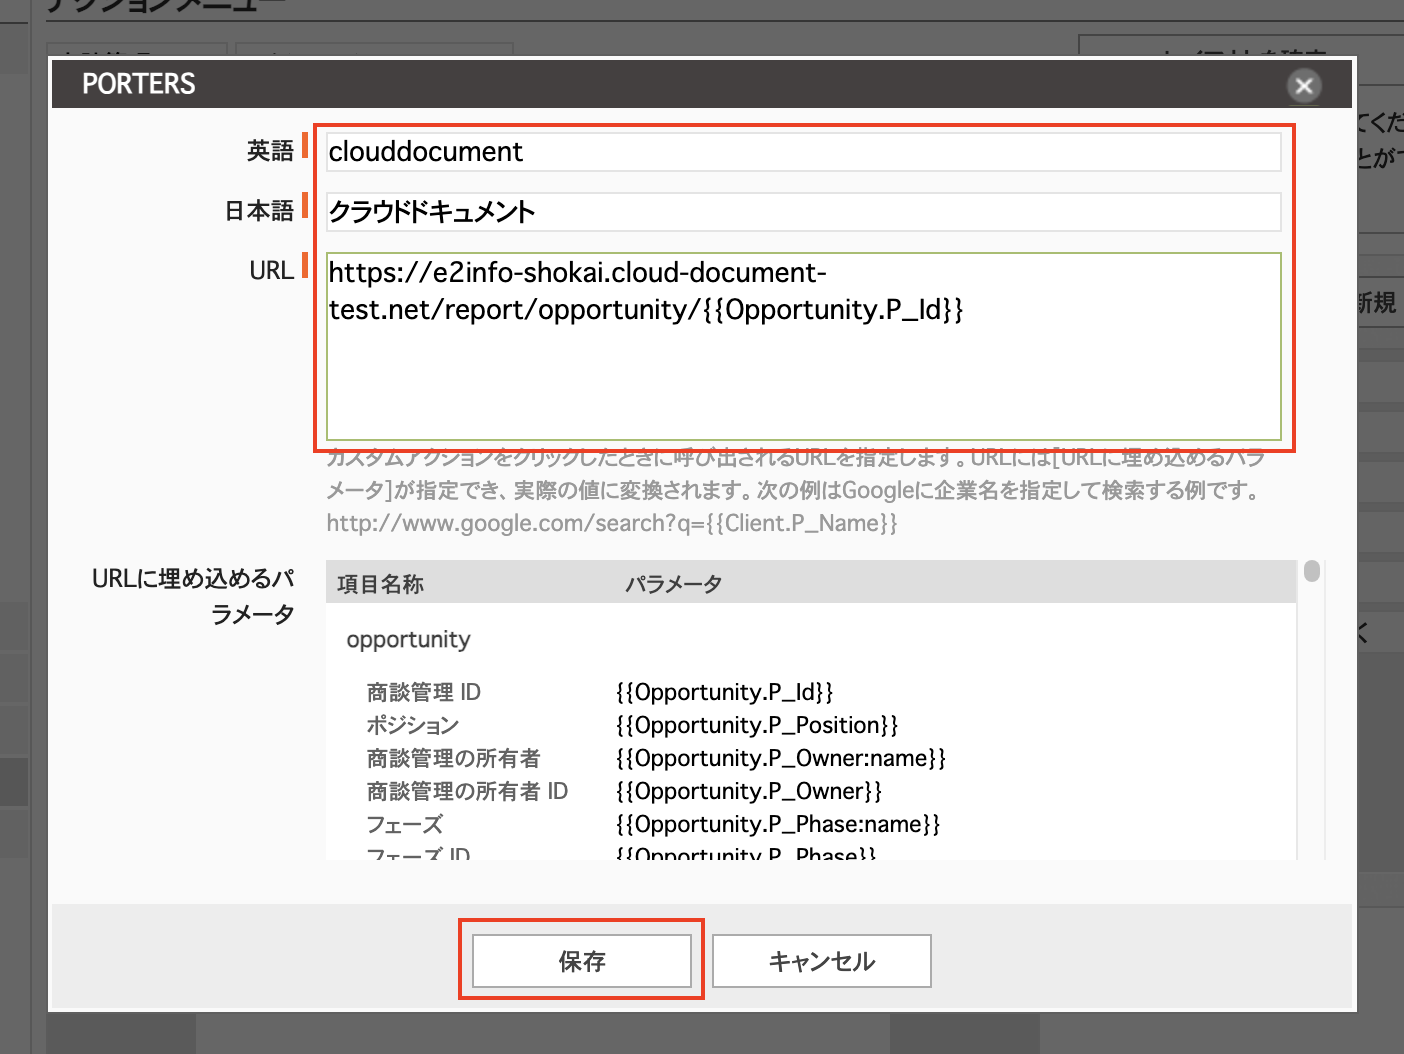 アクションメニュー
PORTERS
英語
clouddocument
日本語
クラウドドキュメント
URL
https://e2info-shokai.cloud-document-
test.net/report/opportunity/{{Opportunity.P_Id}}
新規
カスタムアクションをクリックしたときに呼び出されるURLを指定します。URLには[URLに埋め込めるパラ
メータ]が指定でき、実際の値に変換されます。次の例はGoogleに企業名を指定して検索する例です。
http://www.google.com/search?q={{Client.P_Name}}
URLに埋め込めるパ
ラメータ
項目名称 パラメータ
opportunity
商談管理 ID {{Opportunity.P_Id}}
ポジション {{Opportunity.P_Position}}
商談管理の所有者 {{Opportunity.P_Owner:name}}
商談管理の所有者 ID {{Opportunity.P_Owner}}
フェーズ {{Opportunity.P_Phase:name}}
フェーズ ID {{Opportunity.P_Phase}}
保存 キャンセル